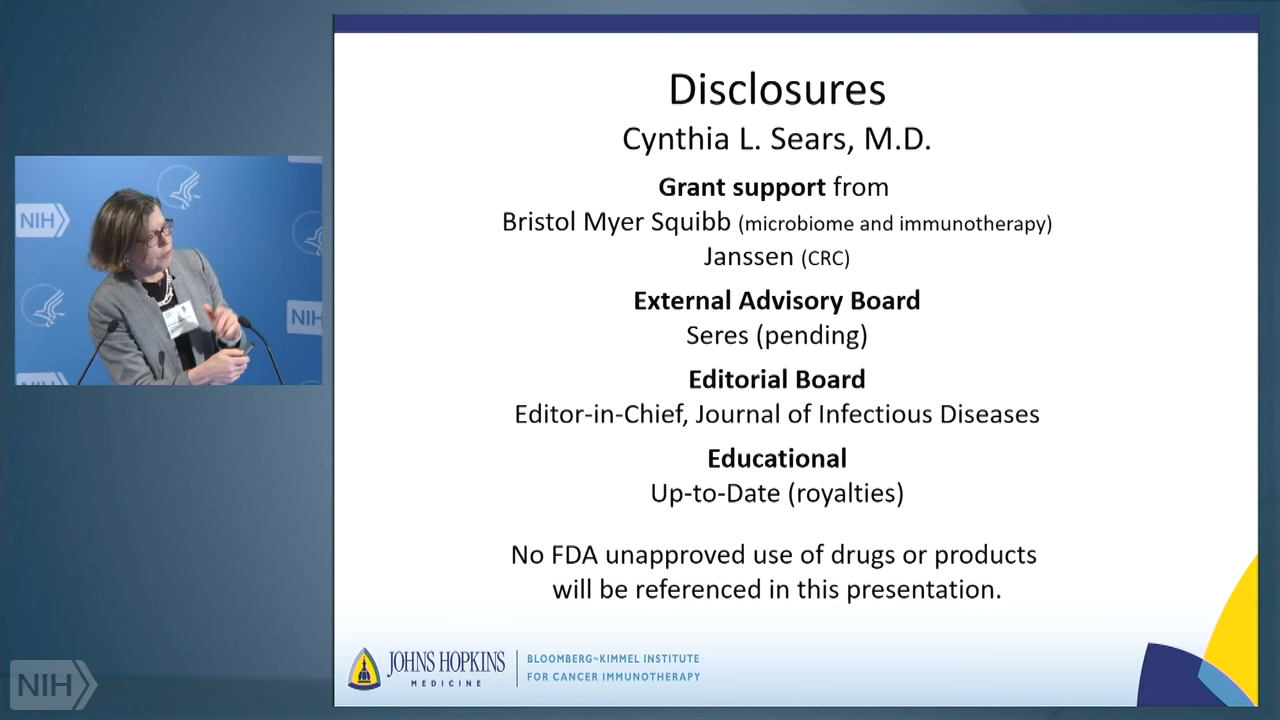 Disclosures
Cynthia L. Sears, M.D.
Grant support from
Bristol Myer Squibb (microbiome and immunotherapy)
Janssen (CRC)
External Advisory Board
Seres (pending)
Editorial Board
Editor-in-Chief, Journal of Infectious Diseases
Educational
Up-to-Date (royalties)
No FDA unapproved use of drugs or products
will be referenced in this presentation.
JOHNS HOPKINS
MEDICINE
BLOOMBERG~KIMMEL INSTITUTE
FOR CANCER IMMUNOTHERAPY
NIH
NIH
NIH